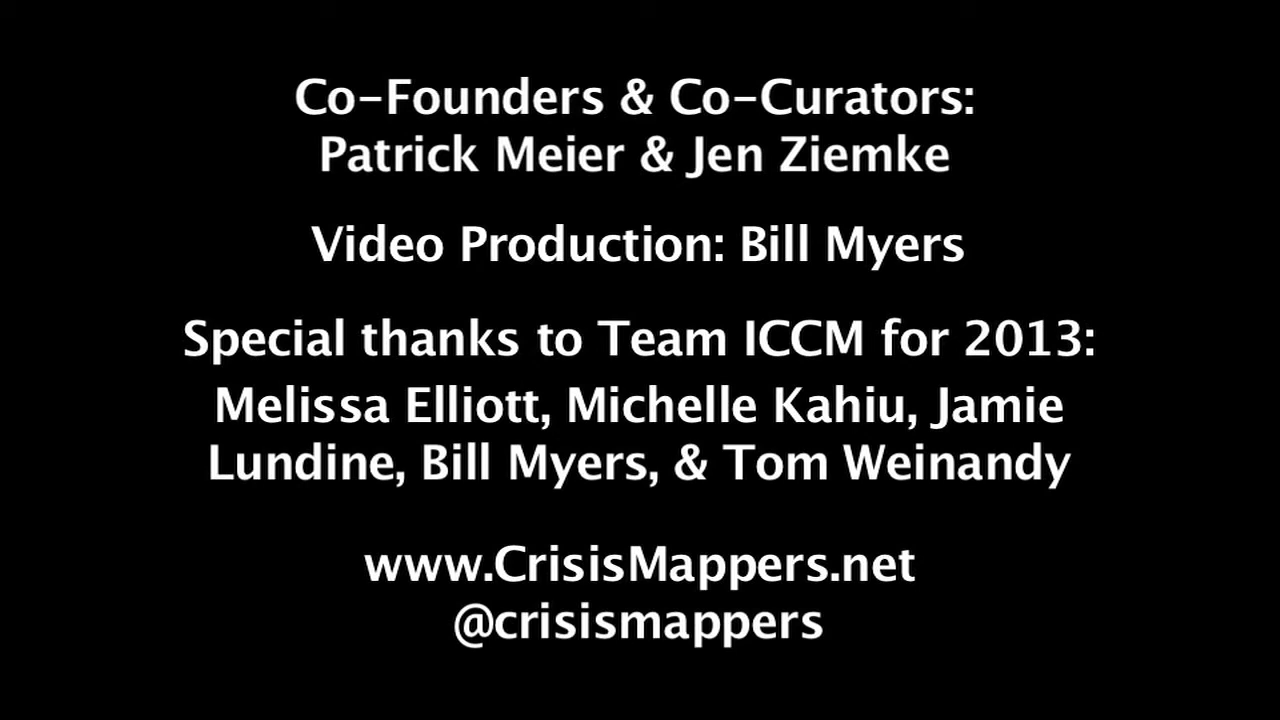 Co-Founders & Co-Curators:
Patrick Meier & Jen Ziemke
Video Production: Bill Myers
Special thanks to Team ICCM for 2013:
Melissa Elliott, Michelle Kahiu, Jamie
Lundine, Bill Myers, & Tom Weinandy
www.CrisisMappers.net
@crisismappers